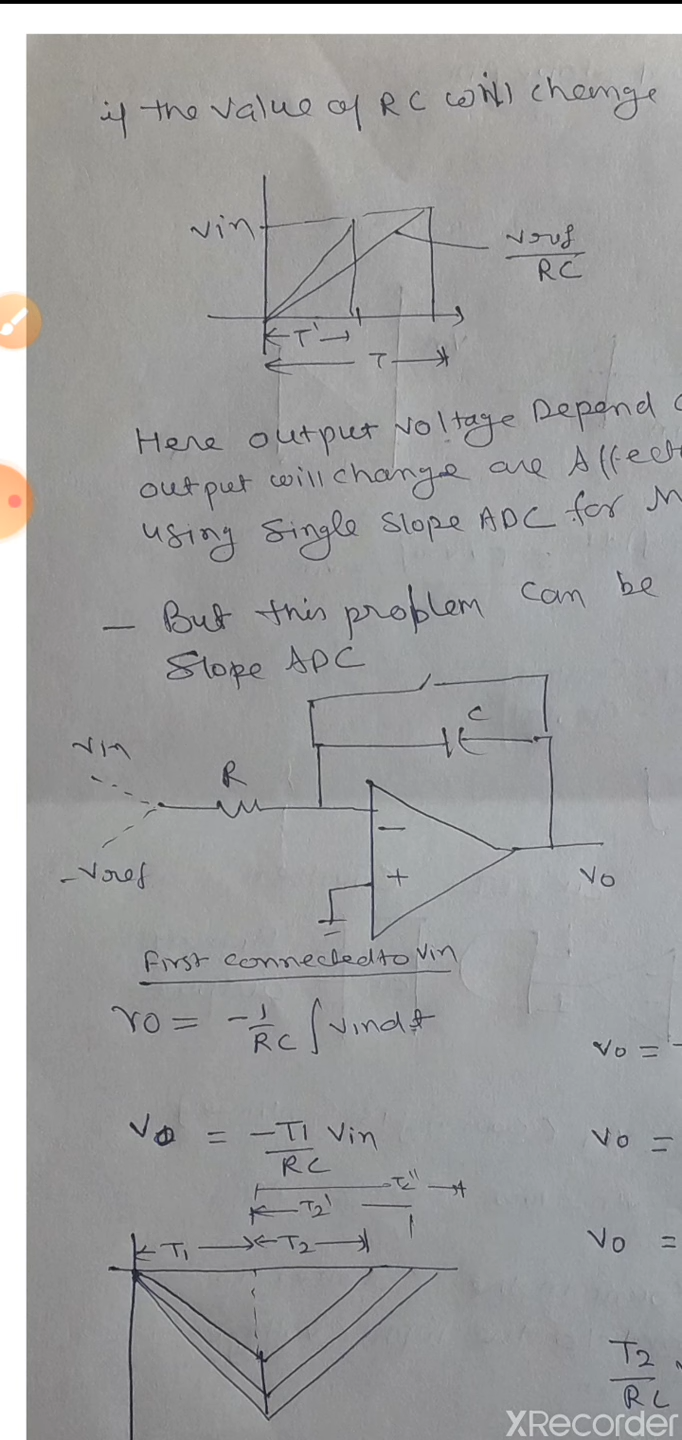 if the value of RC will change
Vin
Vref
RC
T'
T
Here output voltage Depend
output will change are Affect
using Single Slope ADC for
— But this problem can be
Slope ADC
C
Vin
R
-Vref
−
+
Vo
First connected to Vin
Vo = -1/RC ∫ Vin dt
Vo =
Vo = -T1/RC Vin
Vo =
T2''
T2'
T1
T2
Vo =
T2
RC
XRecorder